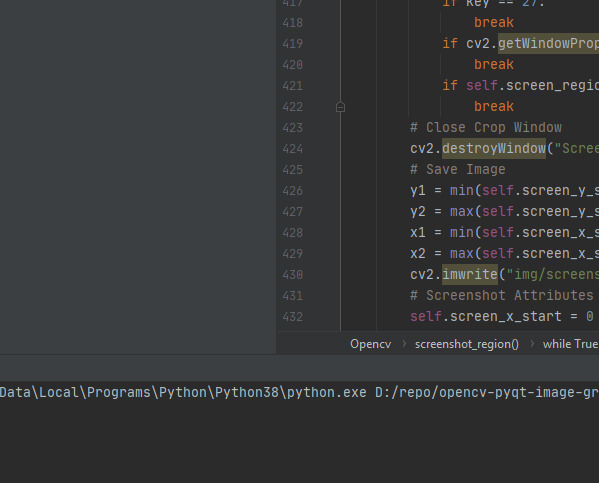 417 if key == 27:
418 break
419 if cv2.getWindowProp
420 break
421 if self.screen_regio
422 break
423 # Close Crop Window
424 cv2.destroyWindow("Scree
425 # Save Image
426 y1 = min(self.screen_y_s
427 y2 = max(self.screen_y_s
428 x1 = min(self.screen_x_s
429 x2 = max(self.screen_x_s
430 cv2.imwrite("img/screens
431 # Screenshot Attributes
432 self.screen_x_start = 0
Opencv › screenshot_region() › while True
Data\Local\Programs\Python\Python38\python.exe D:/repo/opencv-pyqt-image-gr